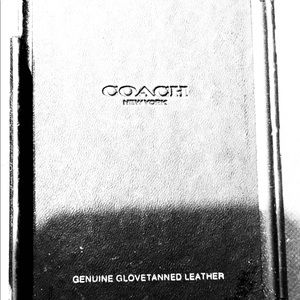 COACH
NEW YORK
GENUINE GLOVETANNED LEATHER